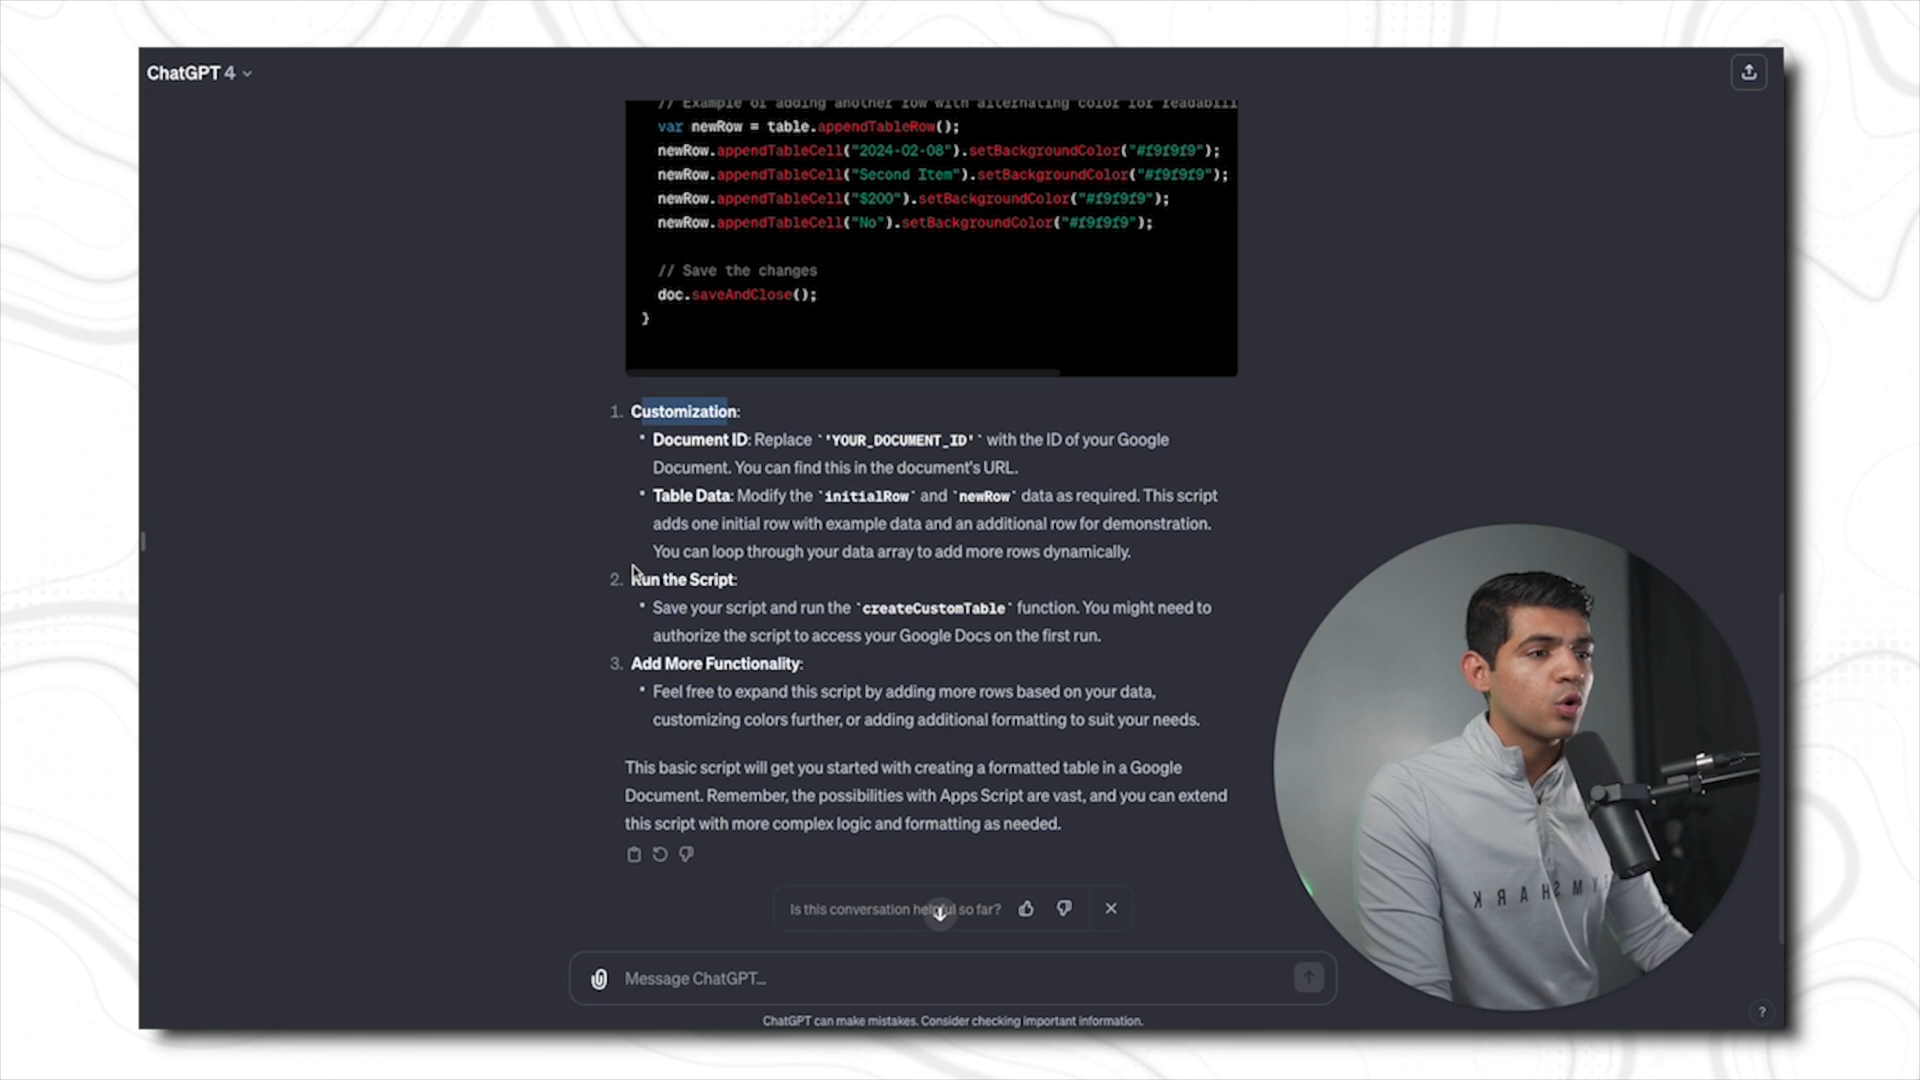 ChatGPT 4
// Example of adding another row with alternating color for readabili
var newRow = table.appendTableRow();
newRow.appendTableCell("2024-02-08").setBackgroundColor("#f9f9f9");
newRow.appendTableCell("Second Item").setBackgroundColor("#f9f9f9");
newRow.appendTableCell("$200").setBackgroundColor("#f9f9f9");
newRow.appendTableCell("No").setBackgroundColor("#f9f9f9");
// Save the changes
doc.saveAndClose();
}
1. Customization:
• Document ID: Replace `'YOUR_DOCUMENT_ID'` with the ID of your Google
Document. You can find this in the document's URL.
• Table Data: Modify the `initialRow` and `newRow` data as required. This script
adds one initial row with example data and an additional row for demonstration.
You can loop through your data array to add more rows dynamically.
2. Run the Script:
• Save your script and run the `createCustomTable` function. You might need to
authorize the script to access your Google Docs on the first run.
3. Add More Functionality:
• Feel free to expand this script by adding more rows based on your data,
customizing colors further, or adding additional formatting to suit your needs.
This basic script will get you started with creating a formatted table in a Google
Document. Remember, the possibilities with Apps Script are vast, and you can extend
this script with more complex logic and formatting as needed.
Is this conversation helpful so far?
Message ChatGPT...
ChatGPT can make mistakes. Consider checking important information.
?